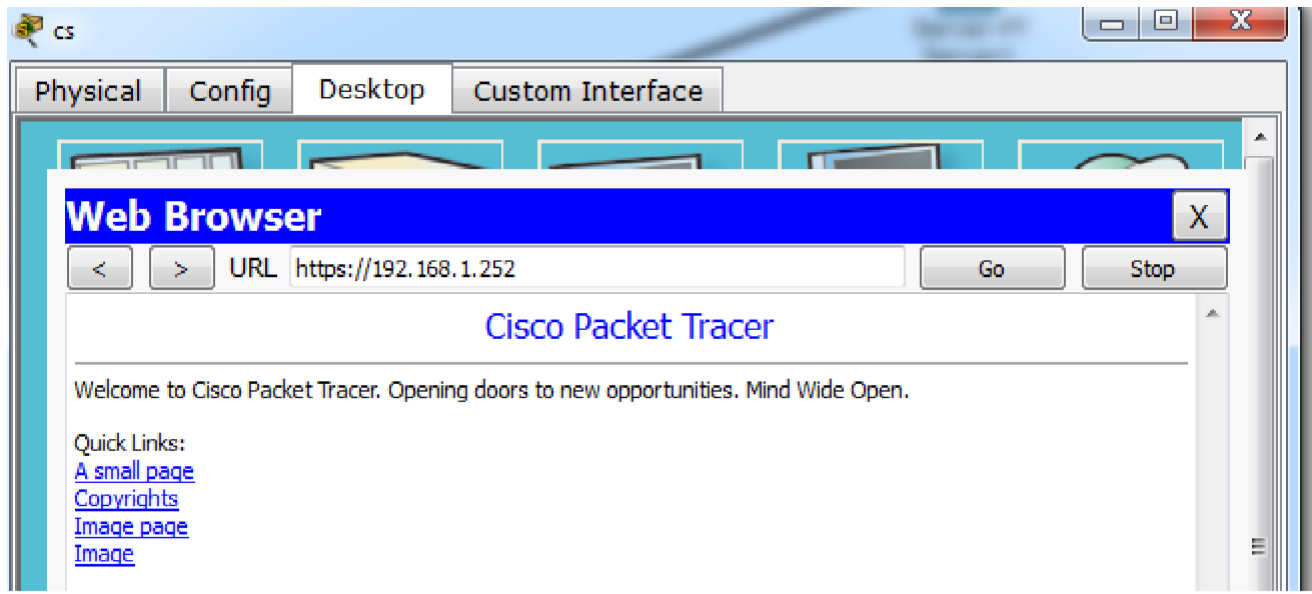 cs
X
Physical Config Desktop Custom Interface
Web Browser X
< > URL https://192.168.1.252 Go Stop
Cisco Packet Tracer
Welcome to Cisco Packet Tracer. Opening doors to new opportunities. Mind Wide Open.
Quick Links:
A small page
Copyrights
Image page
Image